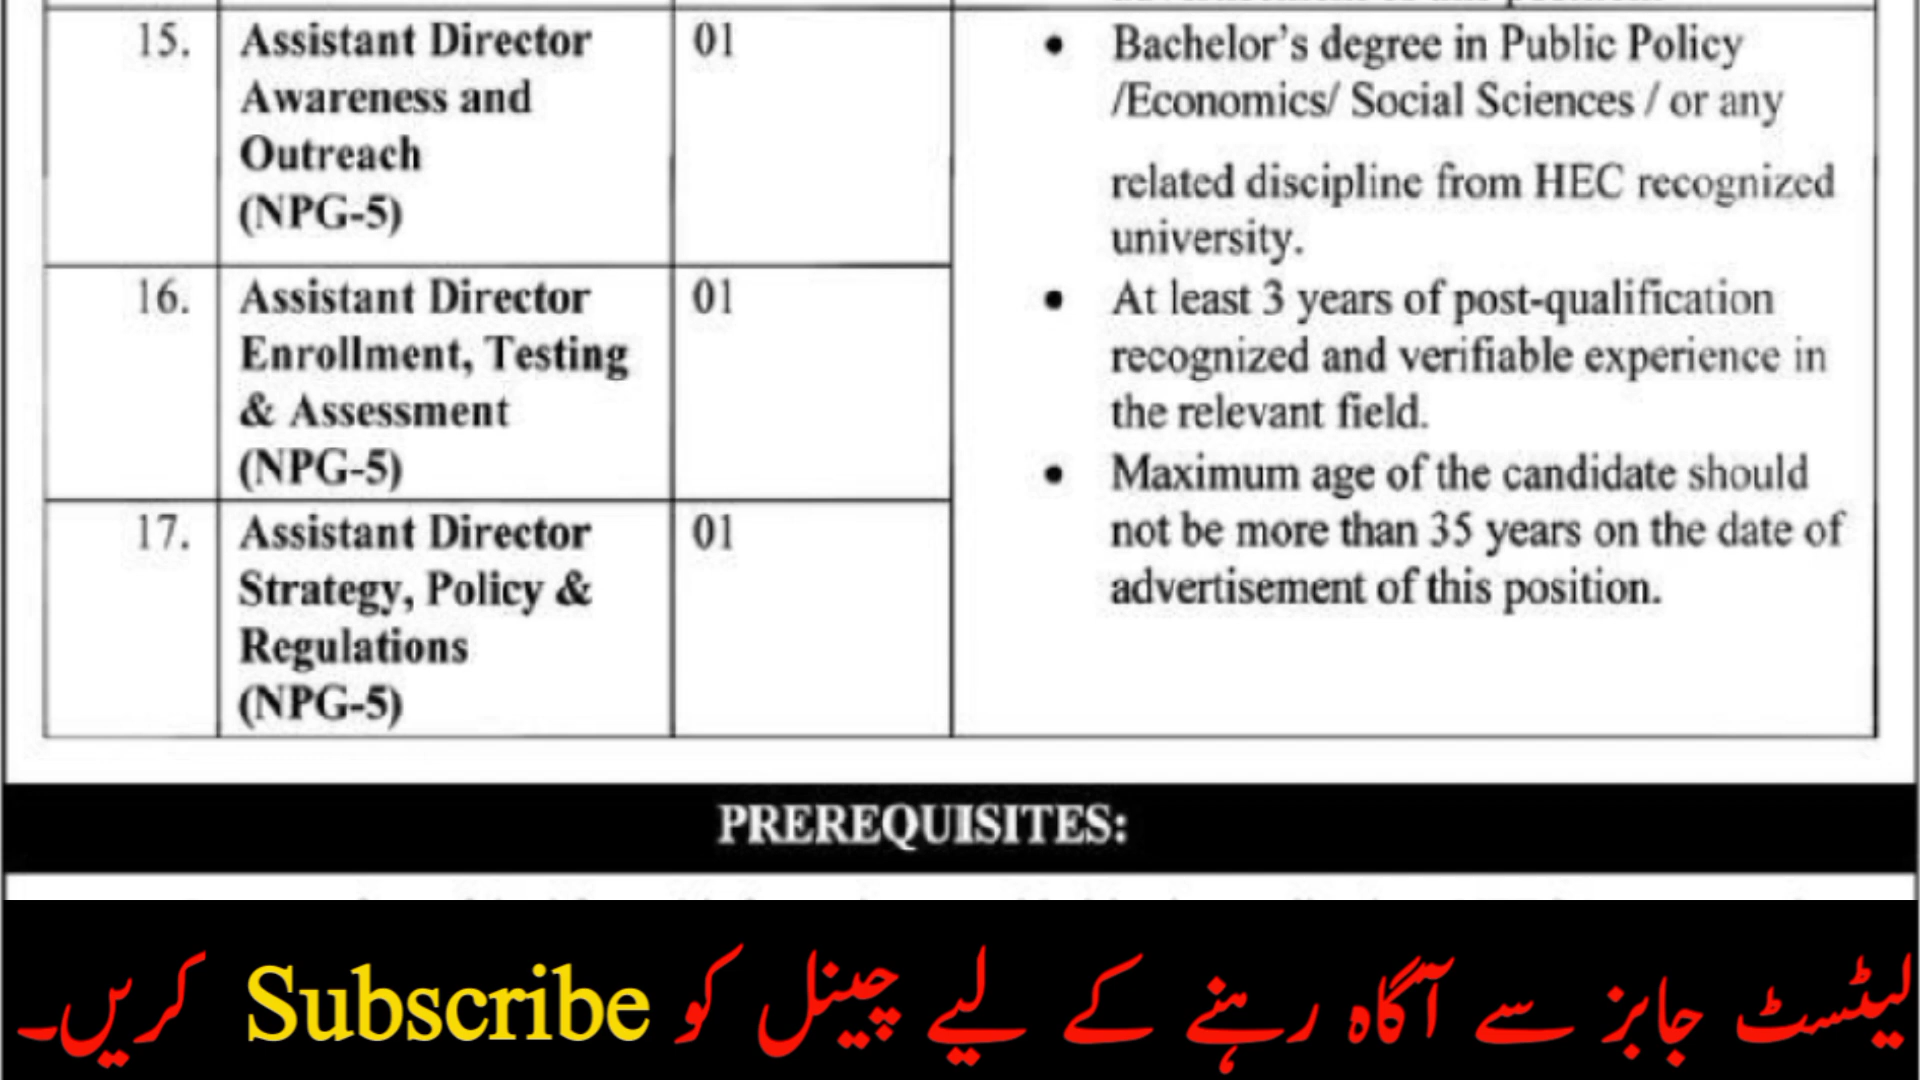 15.
Assistant Director
Awareness and
Outreach
(NPG-5)
01
16.
Assistant Director
Enrollment, Testing
& Assessment
(NPG-5)
01
17.
Assistant Director
Strategy, Policy &
Regulations
(NPG-5)
01
• Bachelor's degree in Public Policy
/Economics/ Social Sciences / or any
related discipline from HEC recognized
university.
• At least 3 years of post-qualification
recognized and verifiable experience in
the relevant field.
• Maximum age of the candidate should
not be more than 35 years on the date of
advertisement of this position.
PREREQUISITES:
لیٹسٹ جابز سے آگاہ رہنے کے لیے چینل کو Subscribe کریں۔